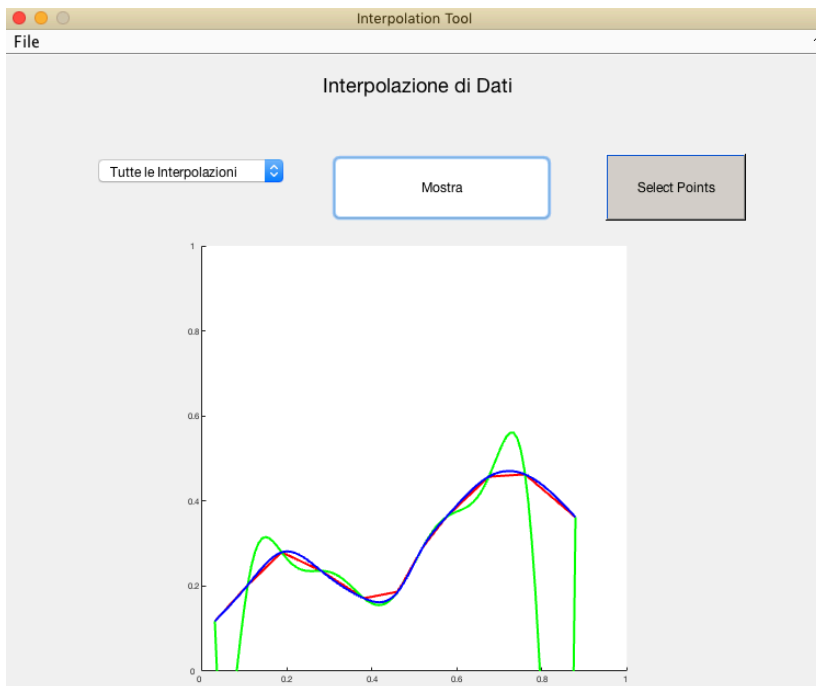 Interpolation Tool
File
Interpolazione di Dati
Tutte le Interpolazioni
Mostra
Select Points
1
0.8
0.6
0.4
0.2
0
0 0.2 0.4 0.6 0.8 1